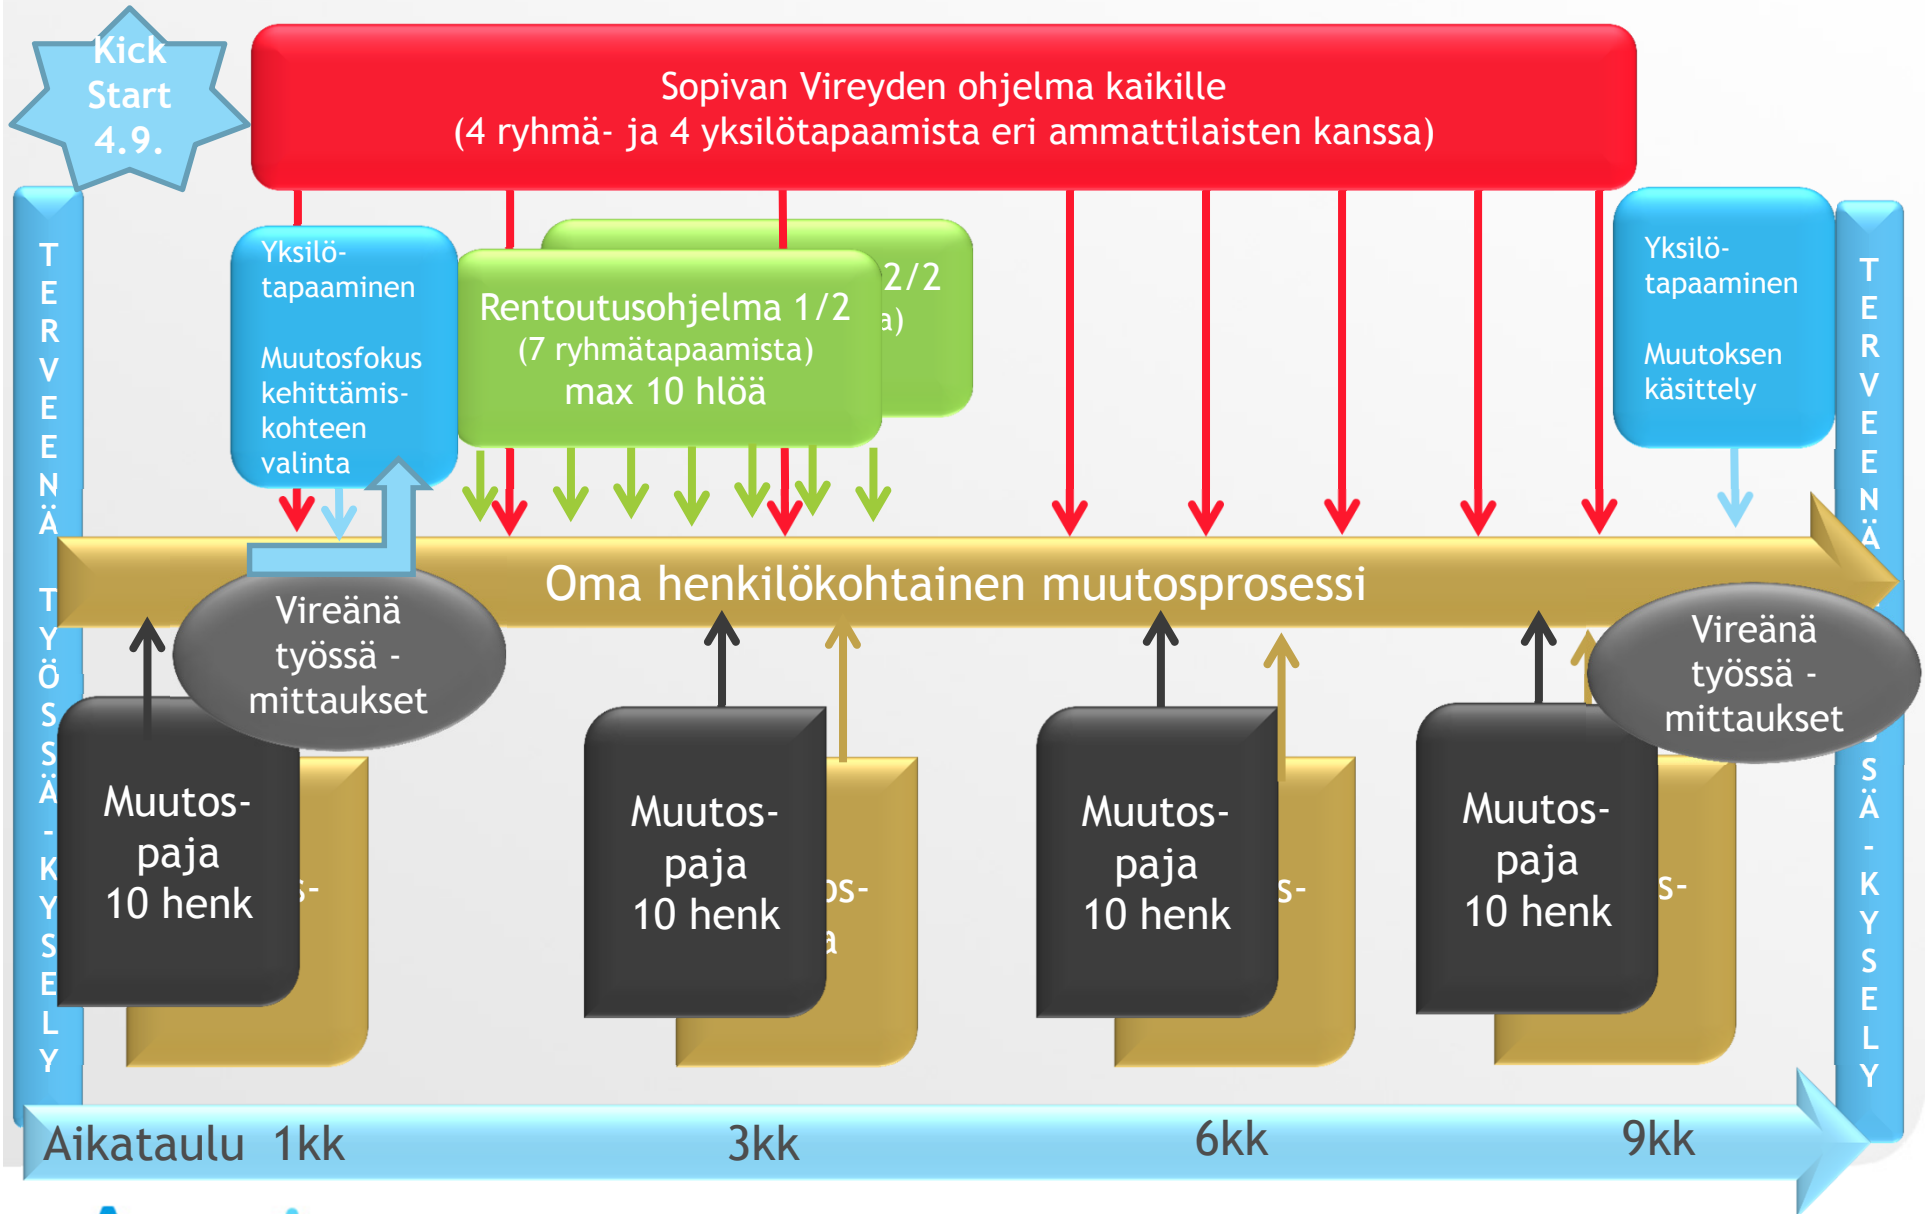 Kick
Start
4.9.
Sopivan Vireyden ohjelma kaikille
(4 ryhmä- ja 4 yksilötapaamista eri ammattilaisten kanssa)
TERVEENÄ TYÖSSÄ-KYSELY
Yksilö-
tapaaminen
Muutosfokus
kehittämis-
kohteen
valinta
Rentoutusohjelma 1/2
(7 ryhmätapaamista)
max 10 hlöä
2/2
a)
Yksilö-
tapaaminen
Muutoksen
käsittely
Oma henkilökohtainen muutosprosessi
Vireänä
työssä -
mittaukset
Vireänä
työssä -
mittaukset
Muutos-
paja
10 henk
s-
Muutos-
paja
10 henk
os-
a
Muutos-
paja
10 henk
s-
Muutos-
paja
10 henk
s-
Aikataulu 1kk 3kk 6kk 9kk